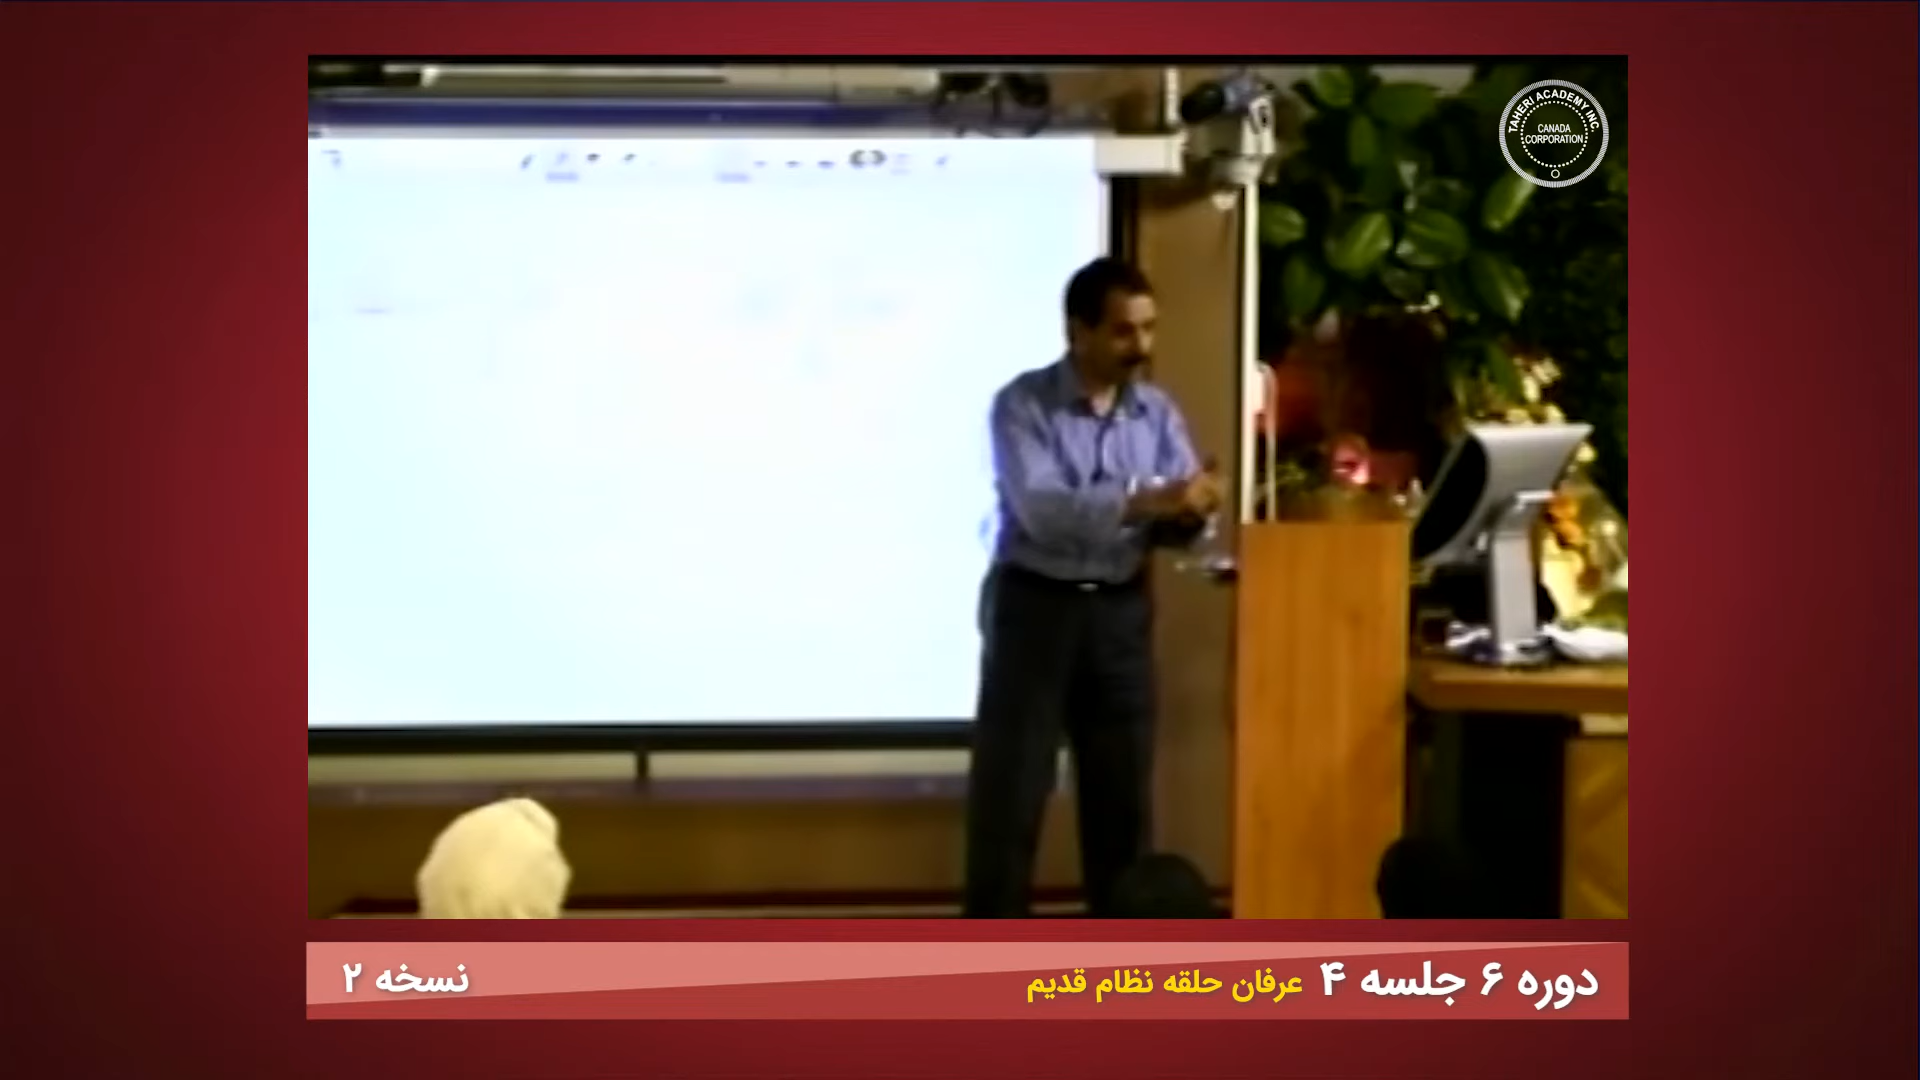 TAHERI ACADEMY INC.
CANADA
CORPORATION
دوره ۶ جلسه ۴ عرفان حلقه نظام قدیم
نسخه ۲